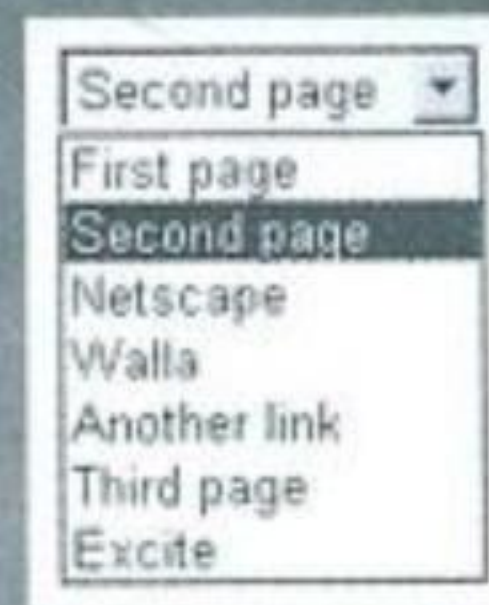 Second page
First page
Second page
Netscape
Walla
Another link
Third page
Excite